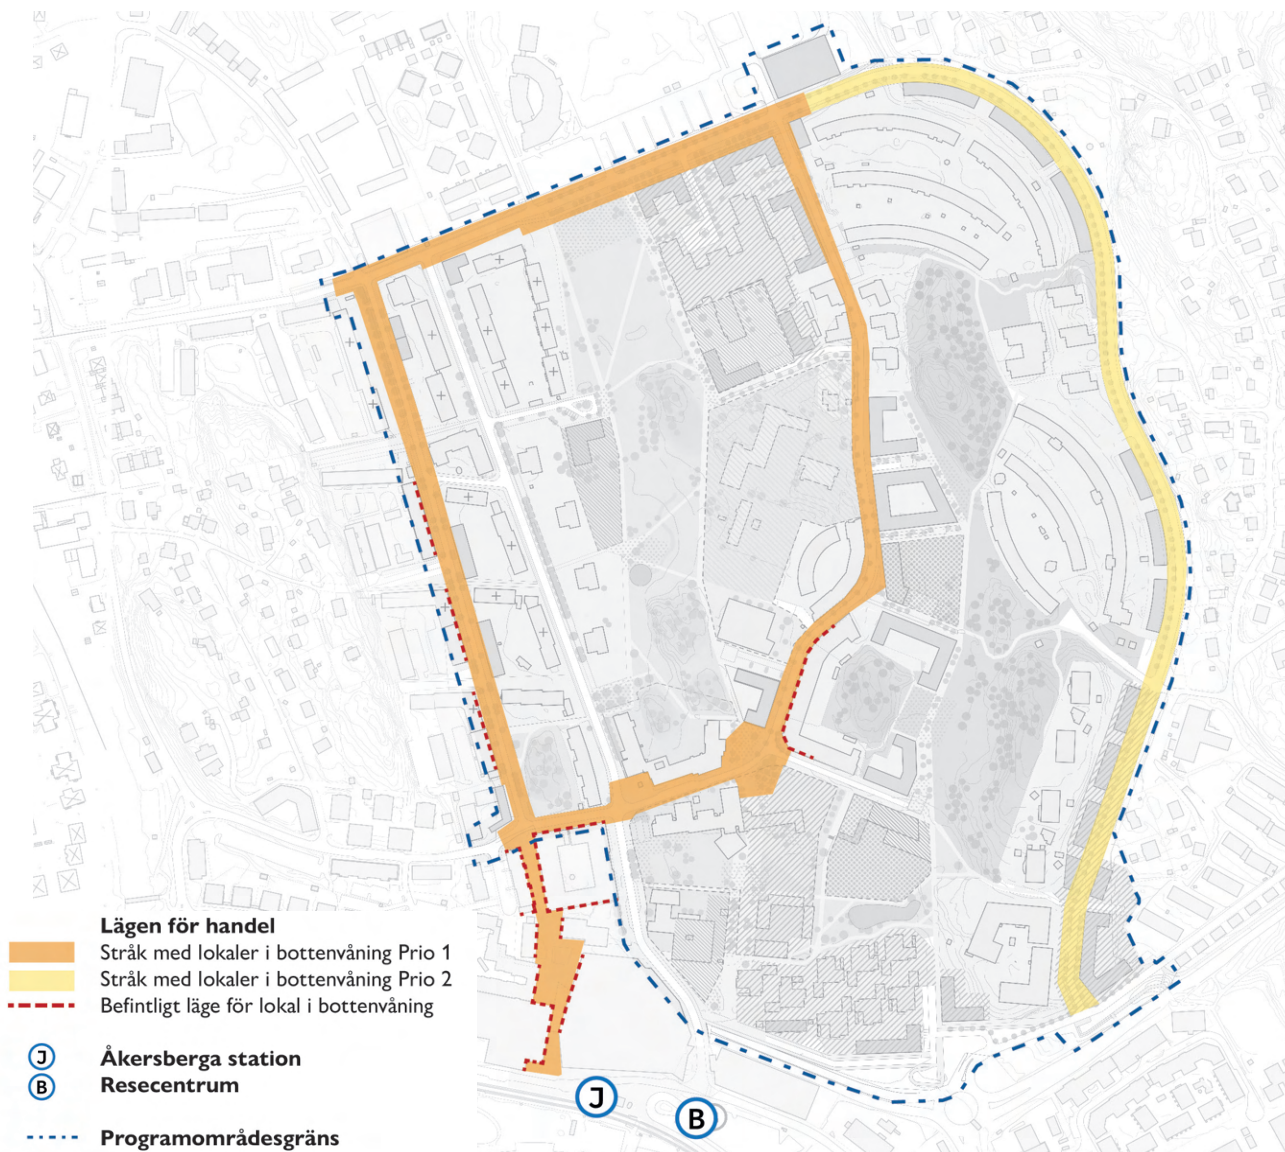 J
B
Lägen för handel
Stråk med lokaler i bottenvåning Prio 1
Stråk med lokaler i bottenvåning Prio 2
Befintligt läge för lokal i bottenvåning
J Åkersberga station
B Resecentrum
Programområdesgräns